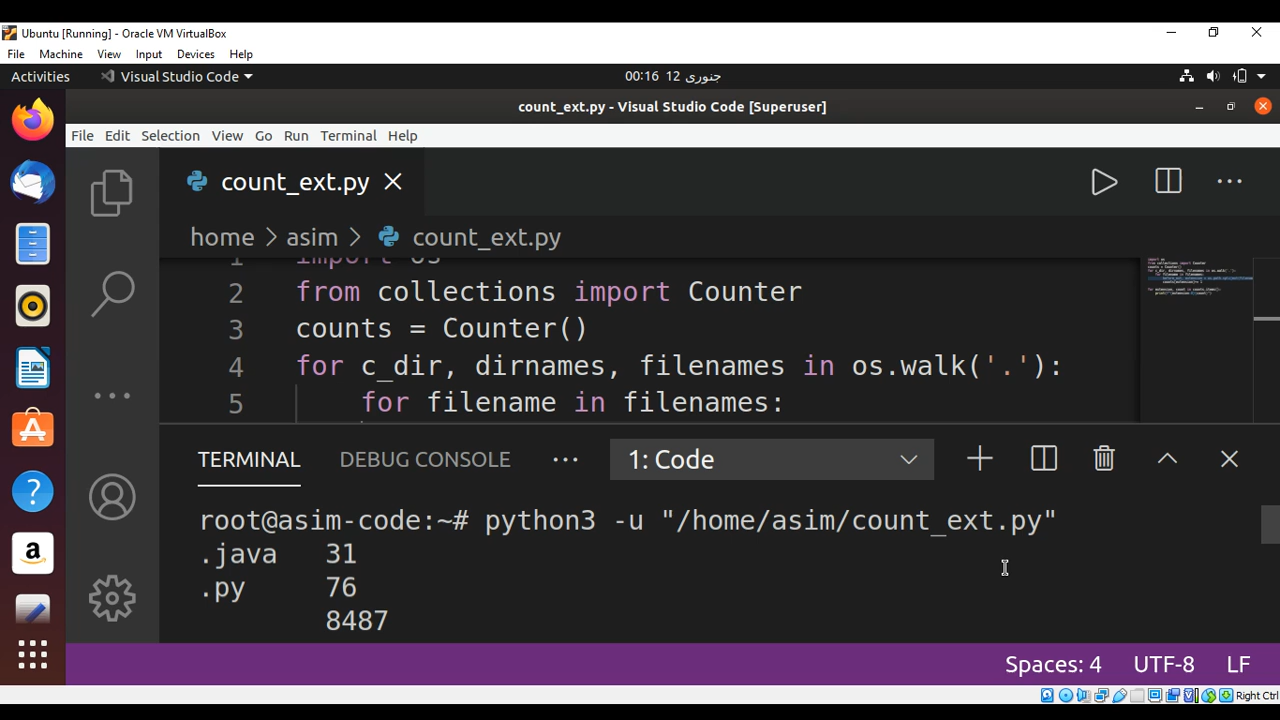 Ubuntu [Running] - Oracle VM VirtualBox
File Machine View Input Devices Help
Activities Visual Studio Code 00:16 12 جنوری
count_ext.py - Visual Studio Code [Superuser]
File Edit Selection View Go Run Terminal Help
count_ext.py
home > asim > count_ext.py
1 import os
2 from collections import Counter
3 counts = Counter()
4 for c_dir, dirnames, filenames in os.walk('.'):
5 for filename in filenames:
TERMINAL DEBUG CONSOLE ... 1: Code
root@asim-code:~# python3 -u "/home/asim/count_ext.py"
.java 31
.py 76
8487
Spaces: 4 UTF-8 LF
Right Ctrl